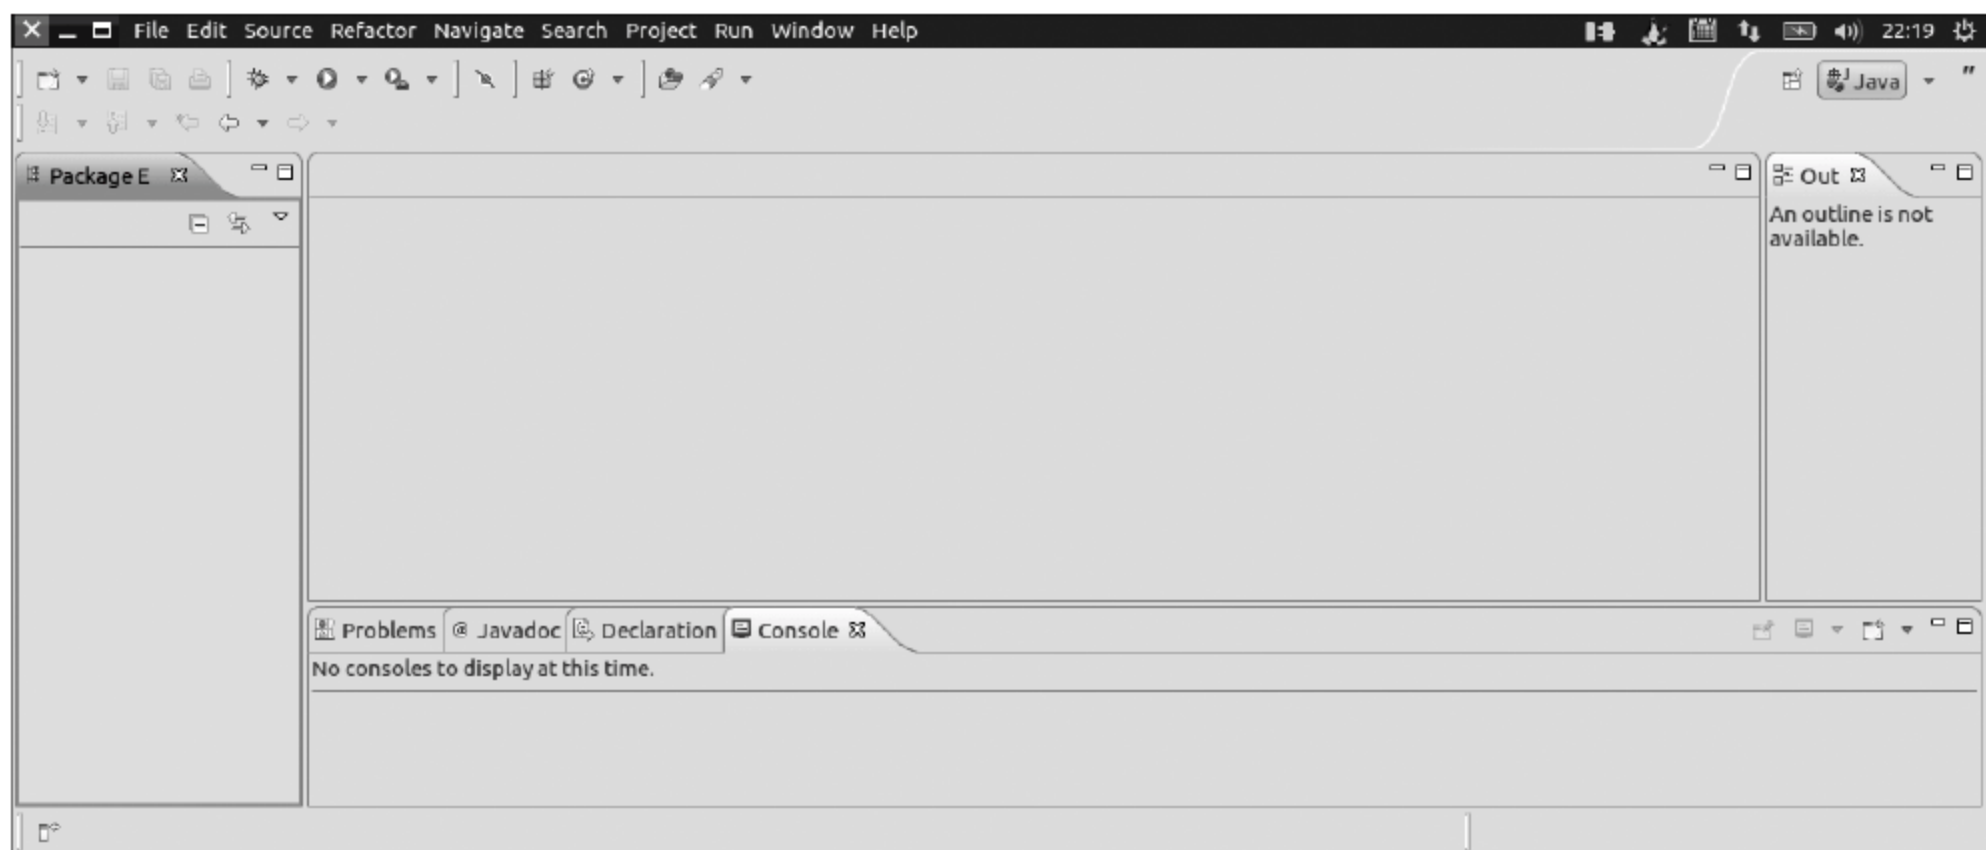 File Edit Source Refactor Navigate Search Project Run Window Help 22:19
Java "
Package E
Out
An outline is not
available.
Problems @ Javadoc Declaration Console
No consoles to display at this time.